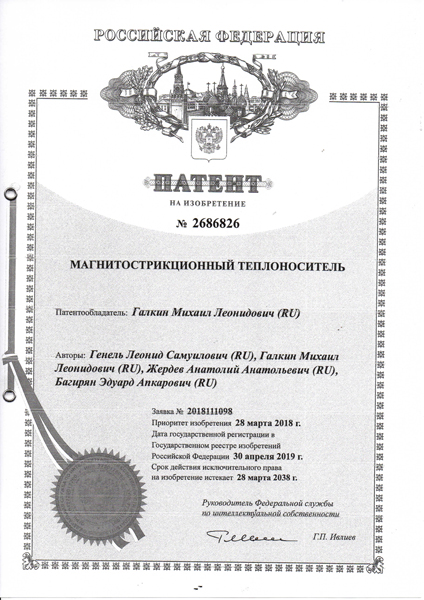 РОССИЙСКАЯ ФЕДЕРАЦИЯ
ПАТЕНТ
НА ИЗОБРЕТЕНИЕ
№ 2686826
МАГНИТОСТРИКЦИОННЫЙ ТЕПЛОНОСИТЕЛЬ
Патентообладатель: Галкин Михаил Леонидович (RU)
Авторы: Генель Леонид Самуилович (RU), Галкин Михаил
Леонидович (RU), Жердев Анатолий Анатольевич (RU),
Багирян Эдуард Апкарович (RU)
Заявка № 2018111098
Приоритет изобретения 28 марта 2018 г.
Дата государственной регистрации в
Государственном реестре изобретений
Российской Федерации 30 апреля 2019 г.
Срок действия исключительного права
на изобретение истекает 28 марта 2038 г.
Руководитель Федеральной службы
по интеллектуальной собственности
Г.П. Ивлиев